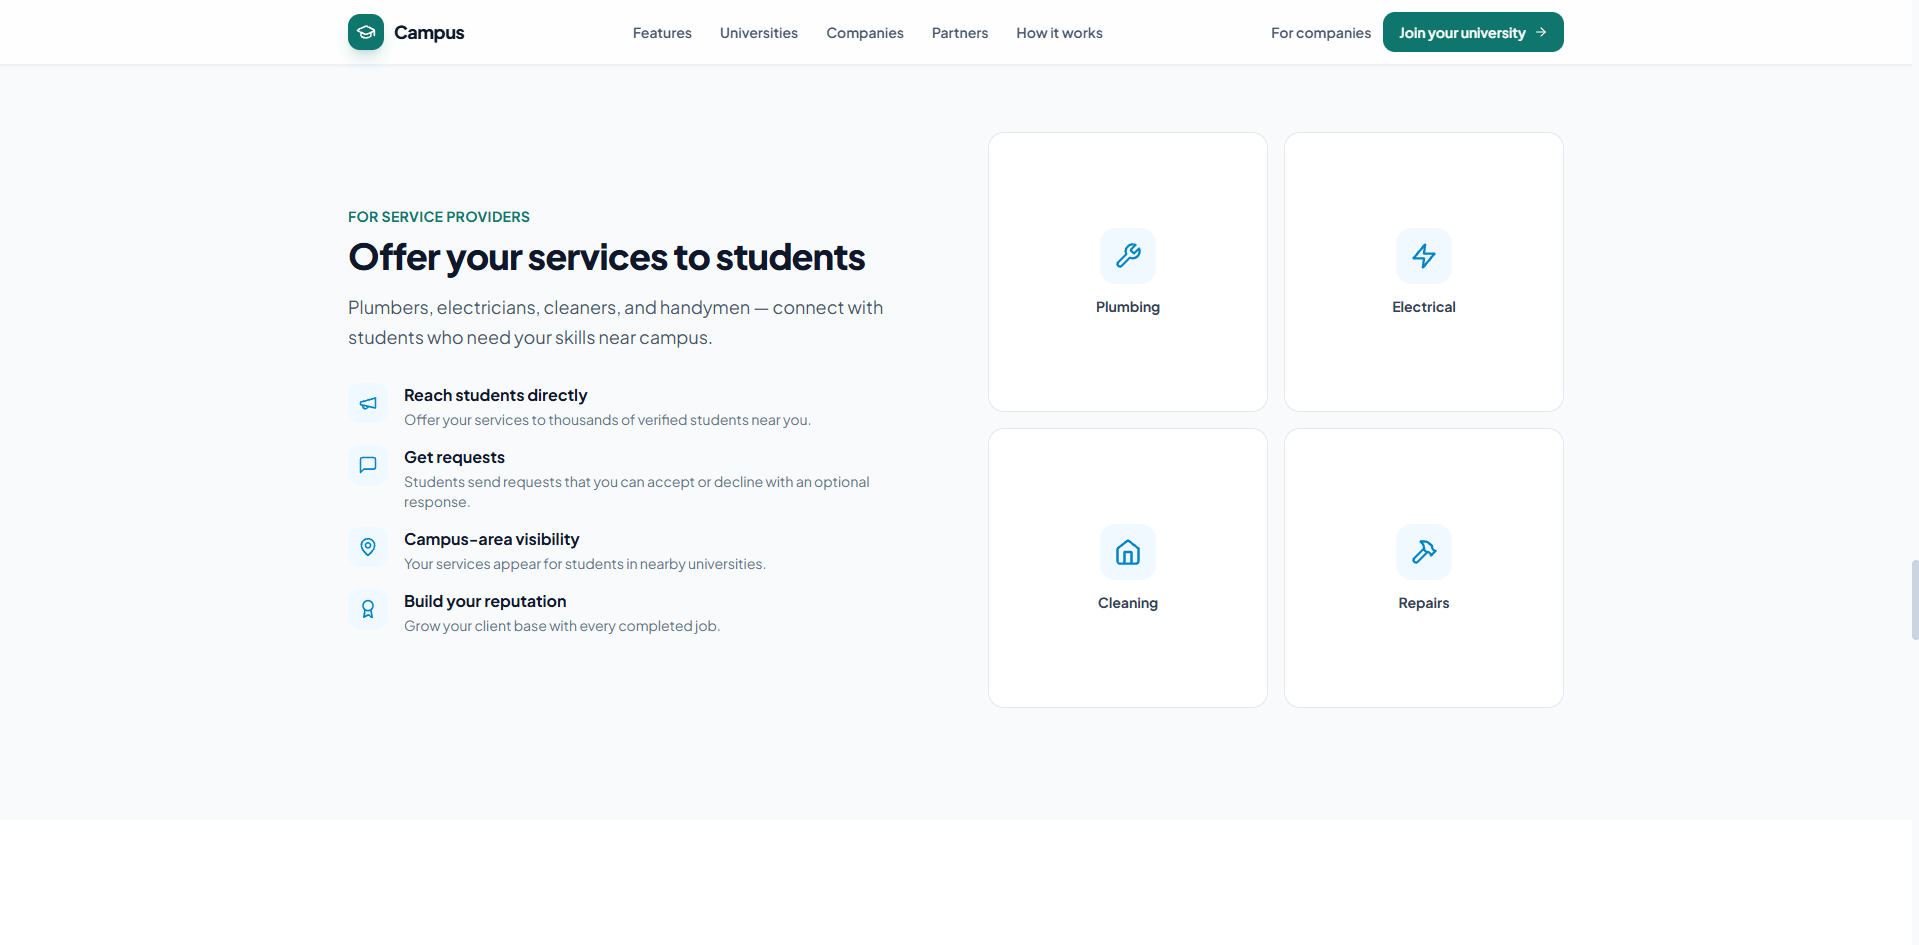 Campus
Features
Universities
Companies
Partners
How it works
For companies
Join your university
FOR SERVICE PROVIDERS
Offer your services to students
Plumbers, electricians, cleaners, and handymen — connect with
students who need your skills near campus.
Reach students directly
Offer your services to thousands of verified students near you.
Get requests
Students send requests that you can accept or decline with an optional
response.
Campus-area visibility
Your services appear for students in nearby universities.
Build your reputation
Grow your client base with every completed job.
Plumbing
Electrical
Cleaning
Repairs